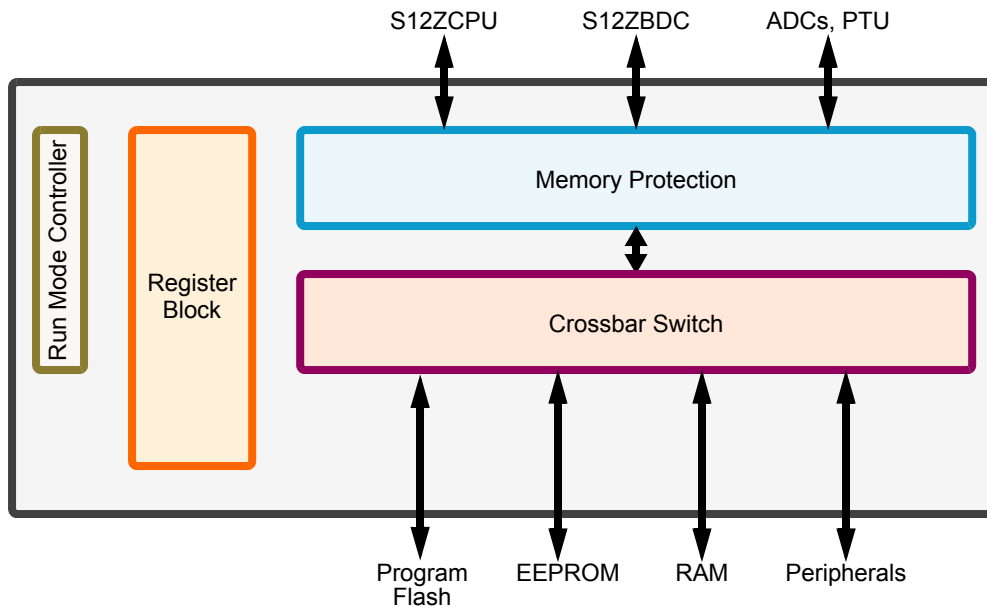 S12ZCPU
S12ZBDC
ADCs, PTU
Run Mode Controller
Register
Block
Memory Protection
Crossbar Switch
Program
Flash
EEPROM
RAM
Peripherals